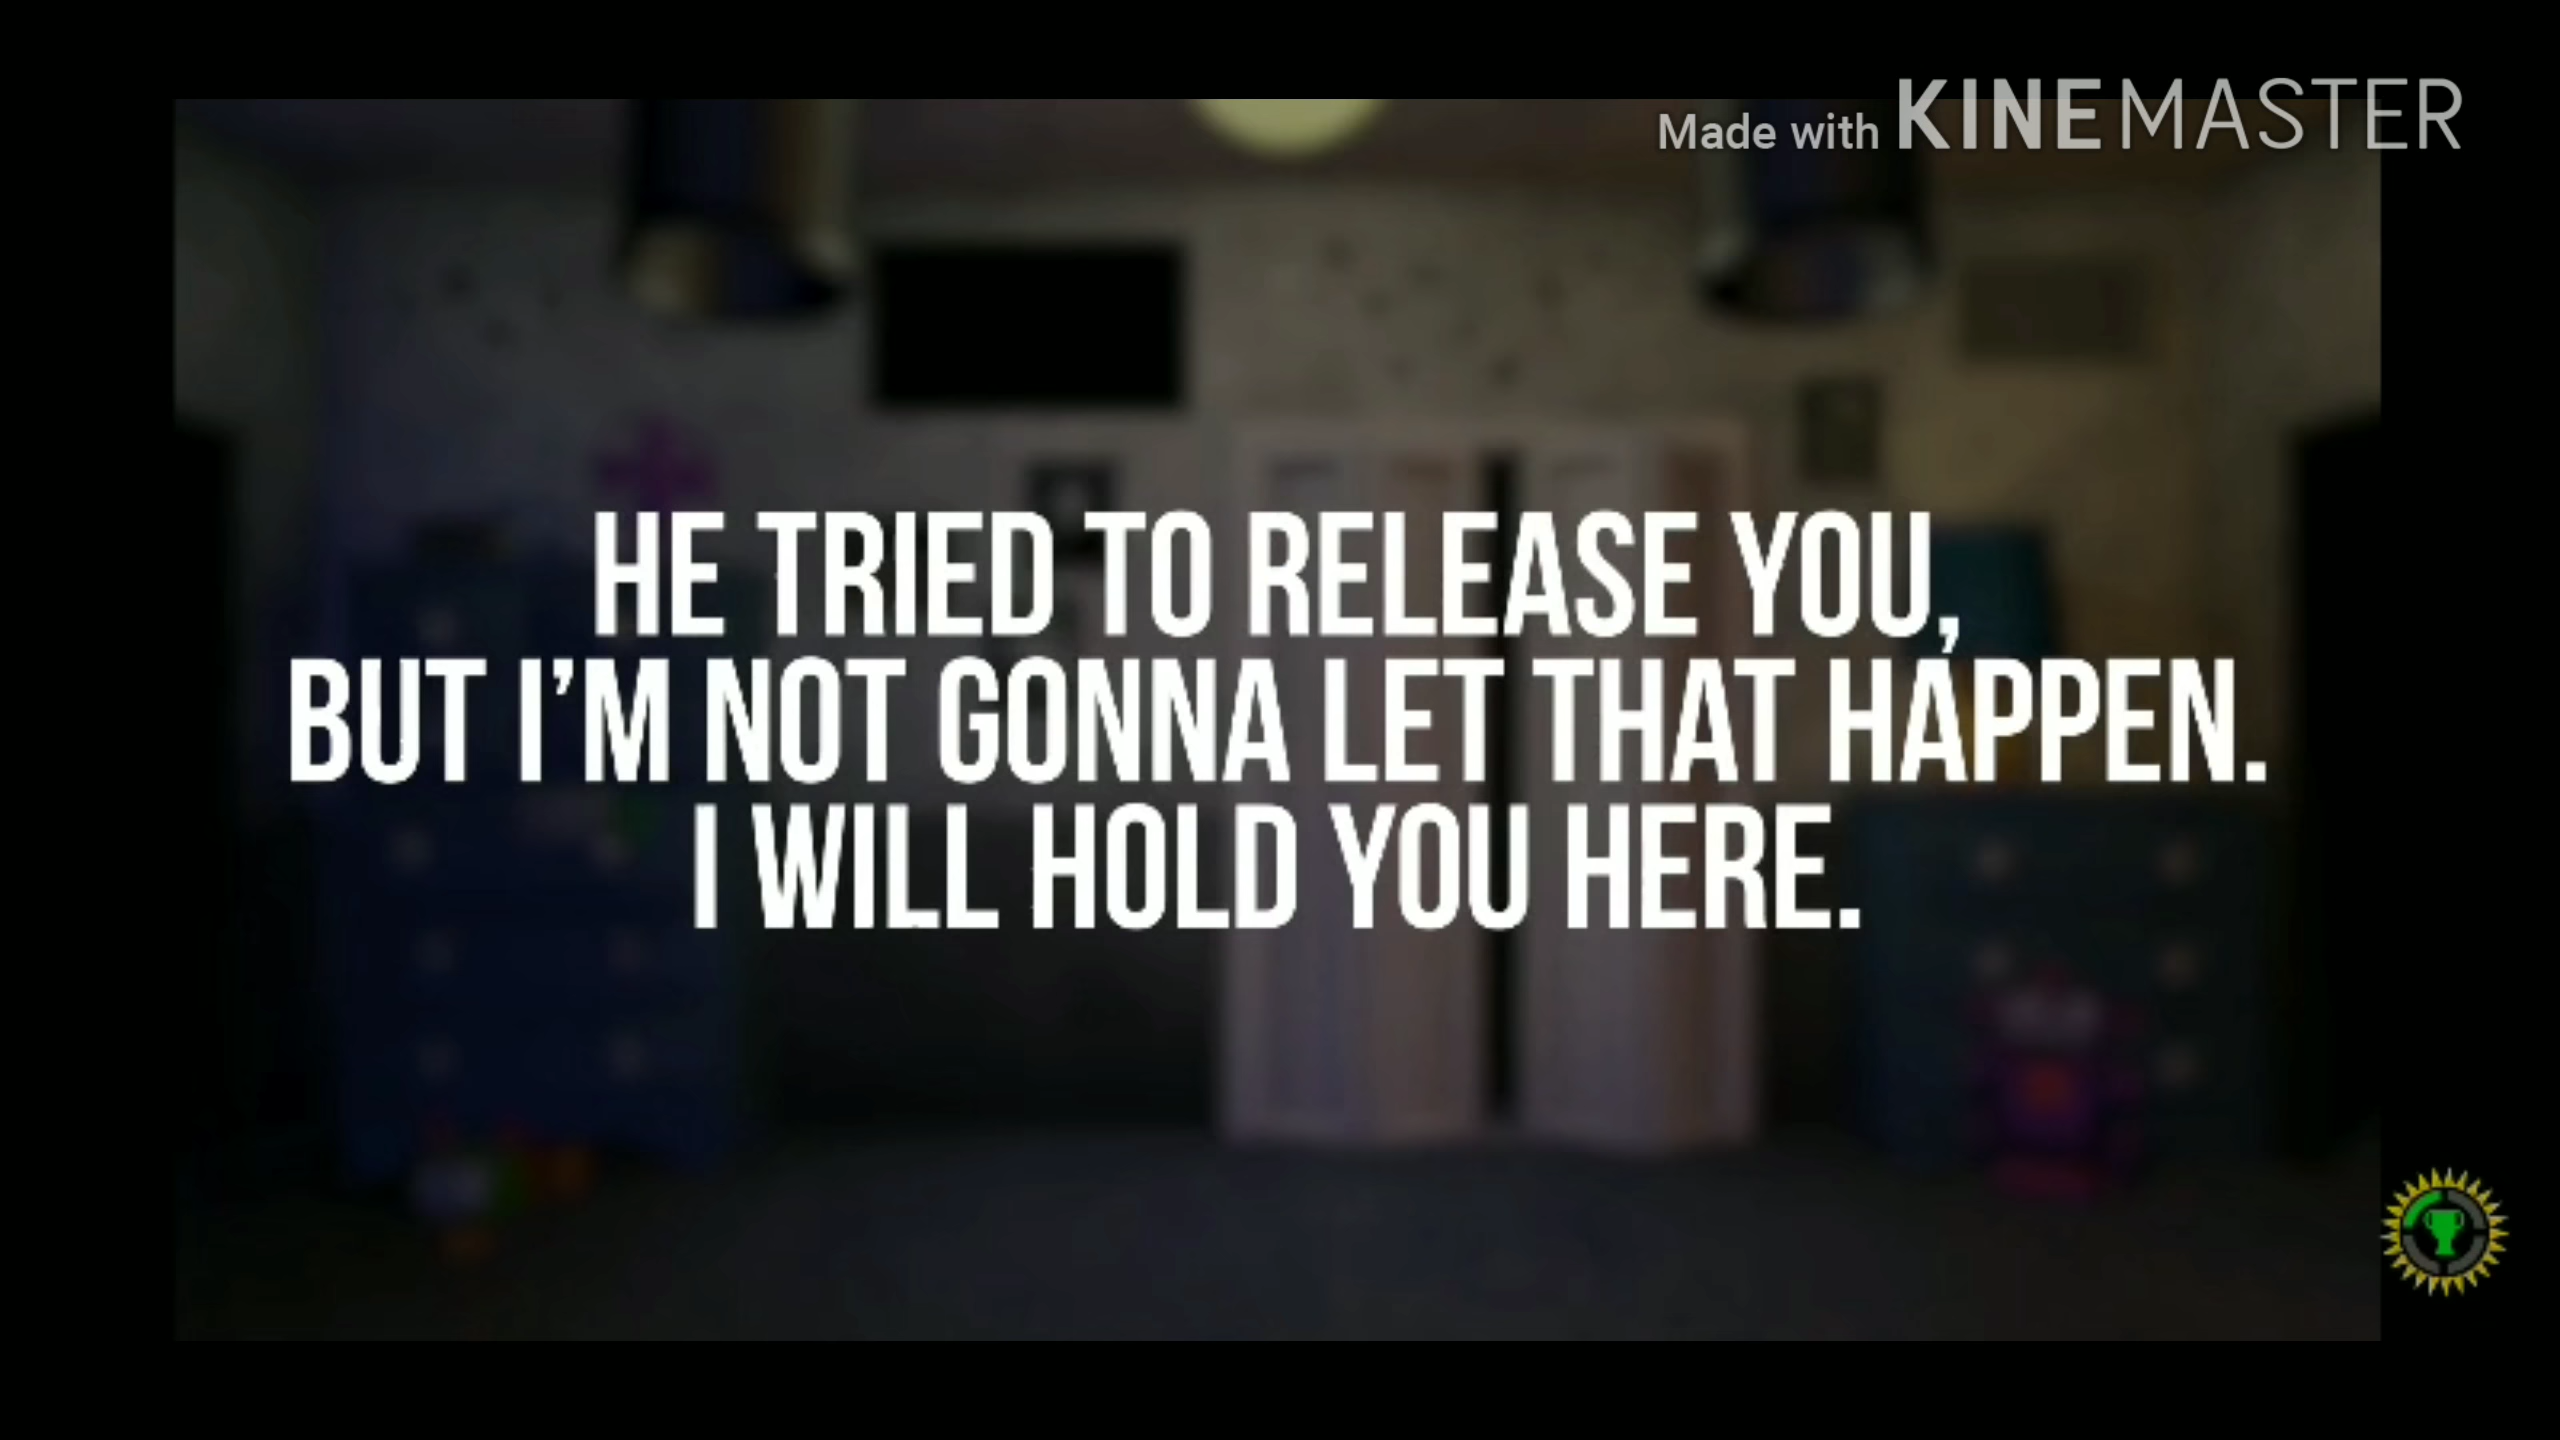 Made with KINEMASTER
HE TRIED TO RELEASE YOU,
BUT I'M NOT GONNA LET THAT HAPPEN.
I WILL HOLD YOU HERE.